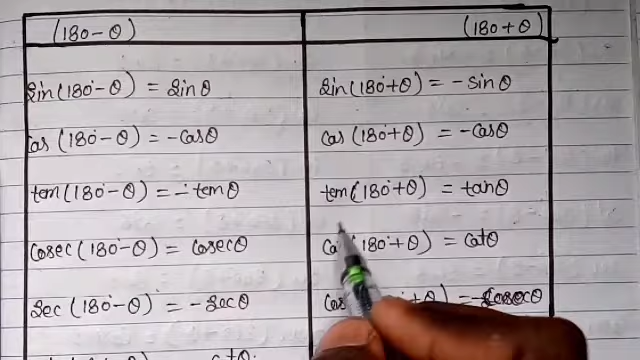 (180 - θ)
(180 + θ)
Sin (180° - θ) = Sinθ
Sin (180° + θ) = - Sinθ
Cos (180° - θ) = - Cosθ
Cos (180° + θ) = - Cosθ
tan (180° - θ) = - tanθ
tan (180° + θ) = tanθ
Cosec (180° - θ) = Cosecθ
(180° + θ) = Cotθ
Sec (180° - θ) = - Secθ
+ θ) = - Cosecθ